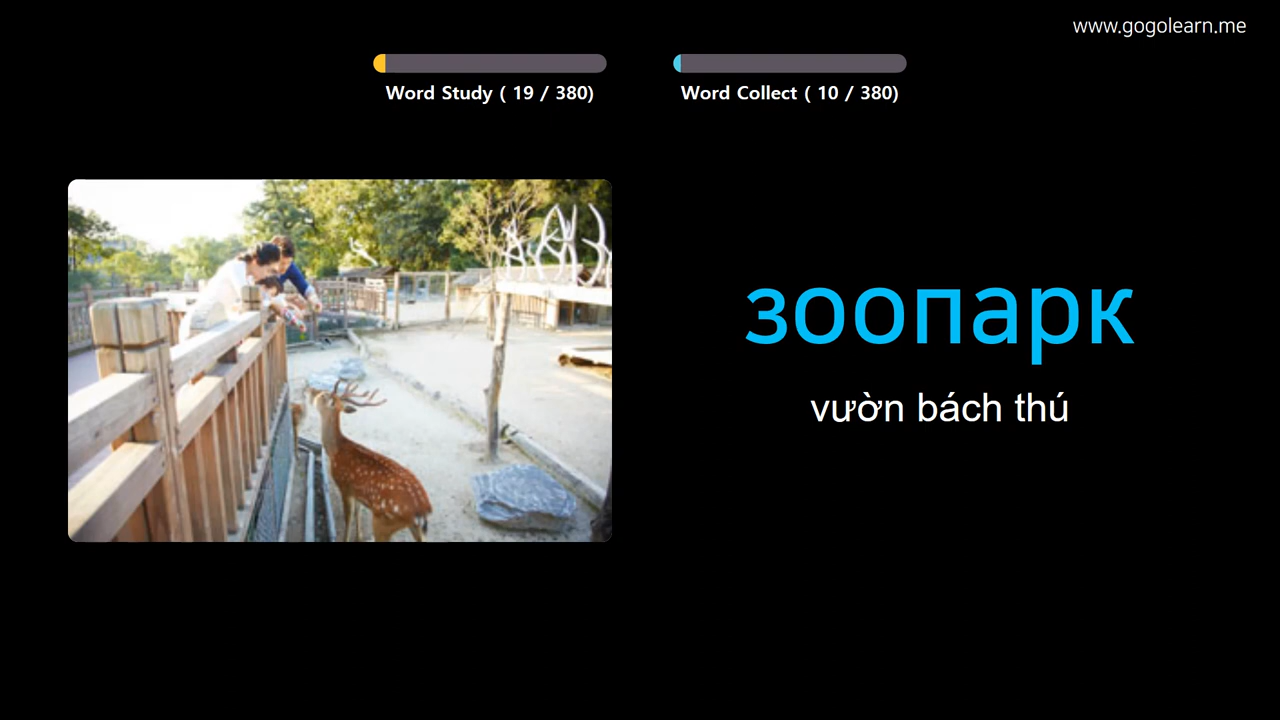 www.gogolearn.me
Word Study ( 19 / 380)
Word Collect ( 10 / 380)
зоопарк
vườn bách thú